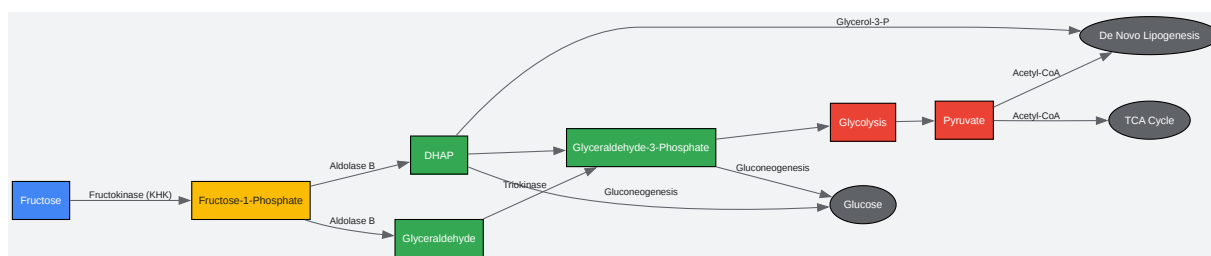 Fructose
Fructokinase (KHK)
Fructose-1-Phosphate
Aldolase B
Aldolase B
DHAP
Glyceraldehyde
Triokinase
Glyceraldehyde-3-Phosphate
Glycerol-3-P
Gluconeogenesis
Gluconeogenesis
Glycolysis
Glucose
Pyruvate
Acetyl-CoA
Acetyl-CoA
De Novo Lipogenesis
TCA Cycle